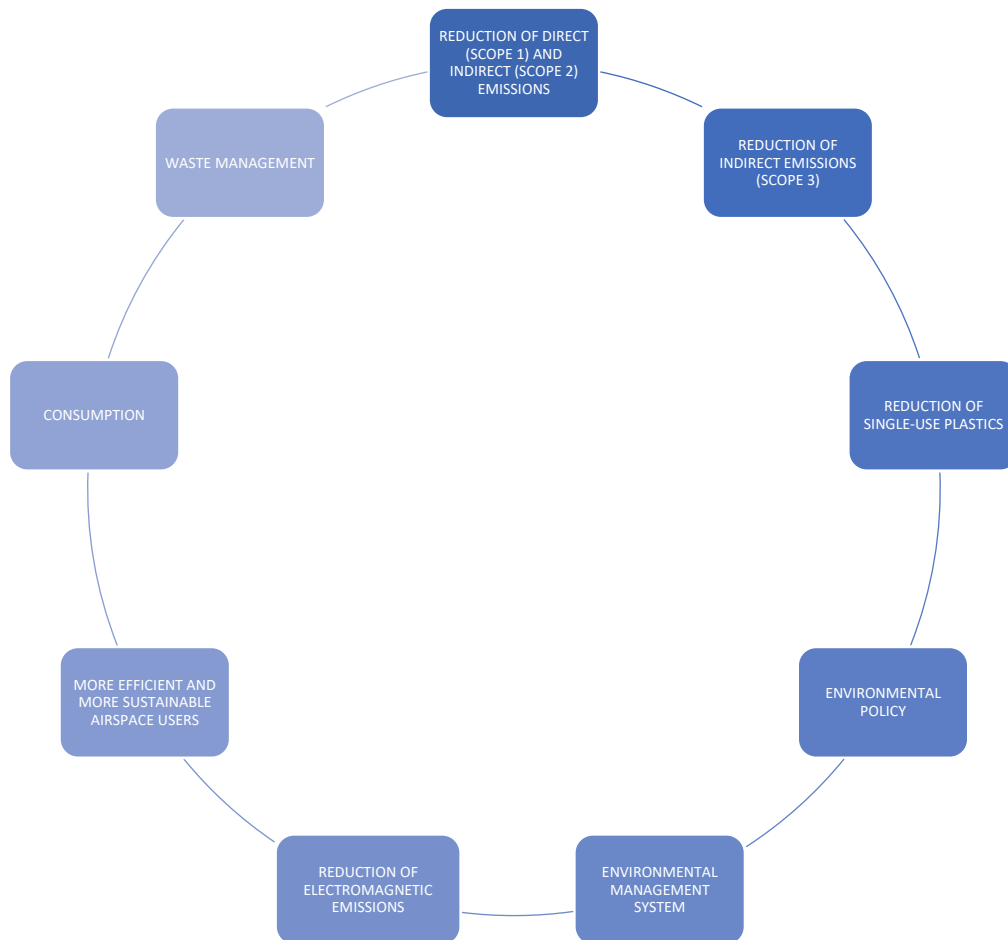 REDUCTION OF DIRECT
(SCOPE 1) AND
INDIRECT (SCOPE 2)
EMISSIONS
REDUCTION OF
INDIRECT EMISSIONS
(SCOPE 3)
REDUCTION OF
SINGLE-USE PLASTICS
ENVIRONMENTAL
POLICY
ENVIRONMENTAL
MANAGEMENT
SYSTEM
REDUCTION OF
ELECTROMAGNETIC
EMISSIONS
MORE EFFICIENT AND
MORE SUSTAINABLE
AIRSPACE USERS
CONSUMPTION
WASTE MANAGEMENT